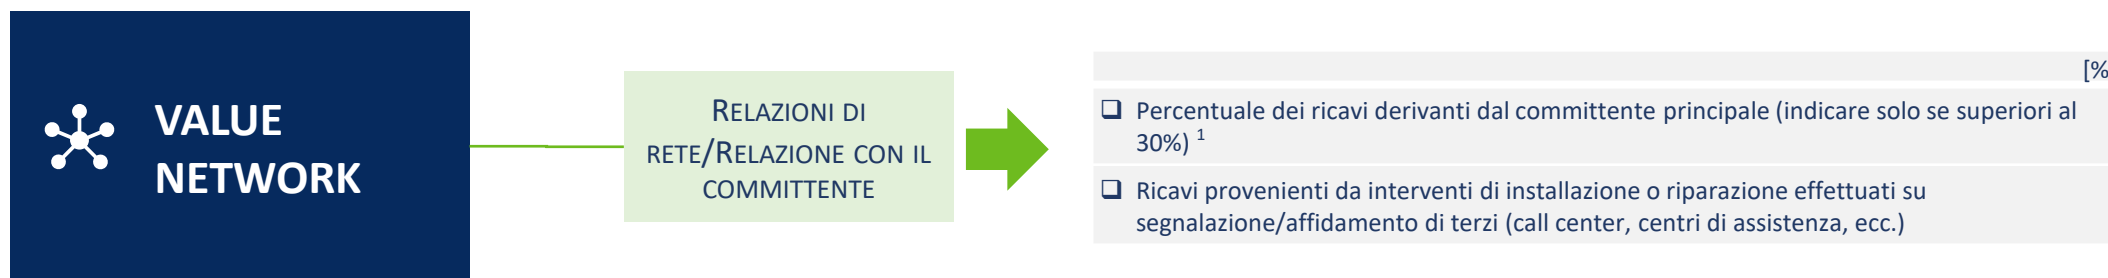 VALUE
NETWORK
RELAZIONI DI
RETE/RELAZIONE CON IL
COMMITTENTE
[%
❑ Percentuale dei ricavi derivanti dal committente principale (indicare solo se superiori al
30%) 1
❑ Ricavi provenienti da interventi di installazione o riparazione effettuati su
segnalazione/affidamento di terzi (call center, centri di assistenza, ecc.)